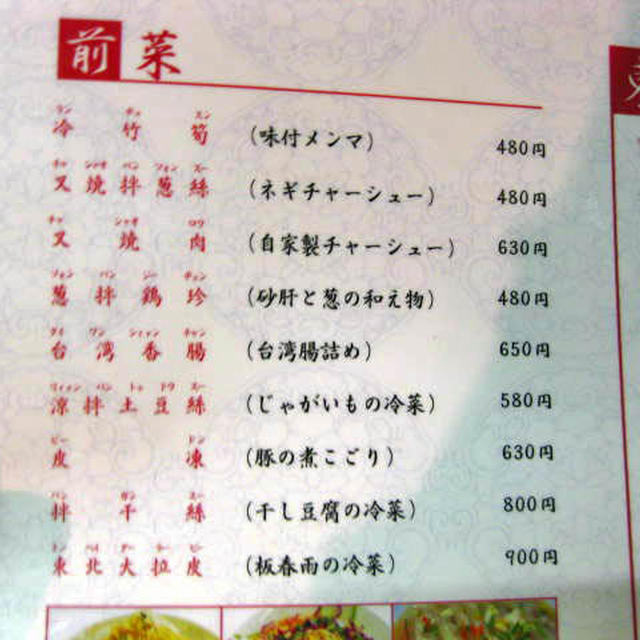 前菜
冷竹筍 (味付メンマ) 480円
叉焼拌葱絲 (ネギチャーシュー) 480円
叉焼肉 (自家製チャーシュー) 630円
葱拌鶏珍 (砂肝と葱の和え物) 480円
台湾香腸 (台湾腸詰め) 650円
涼拌土豆絲 (じゃがいもの冷菜) 580円
皮凍 (豚の煮こごり) 630円
拌干絲 (干し豆腐の冷菜) 800円
東北大拉皮 (板春雨の冷菜) 900円